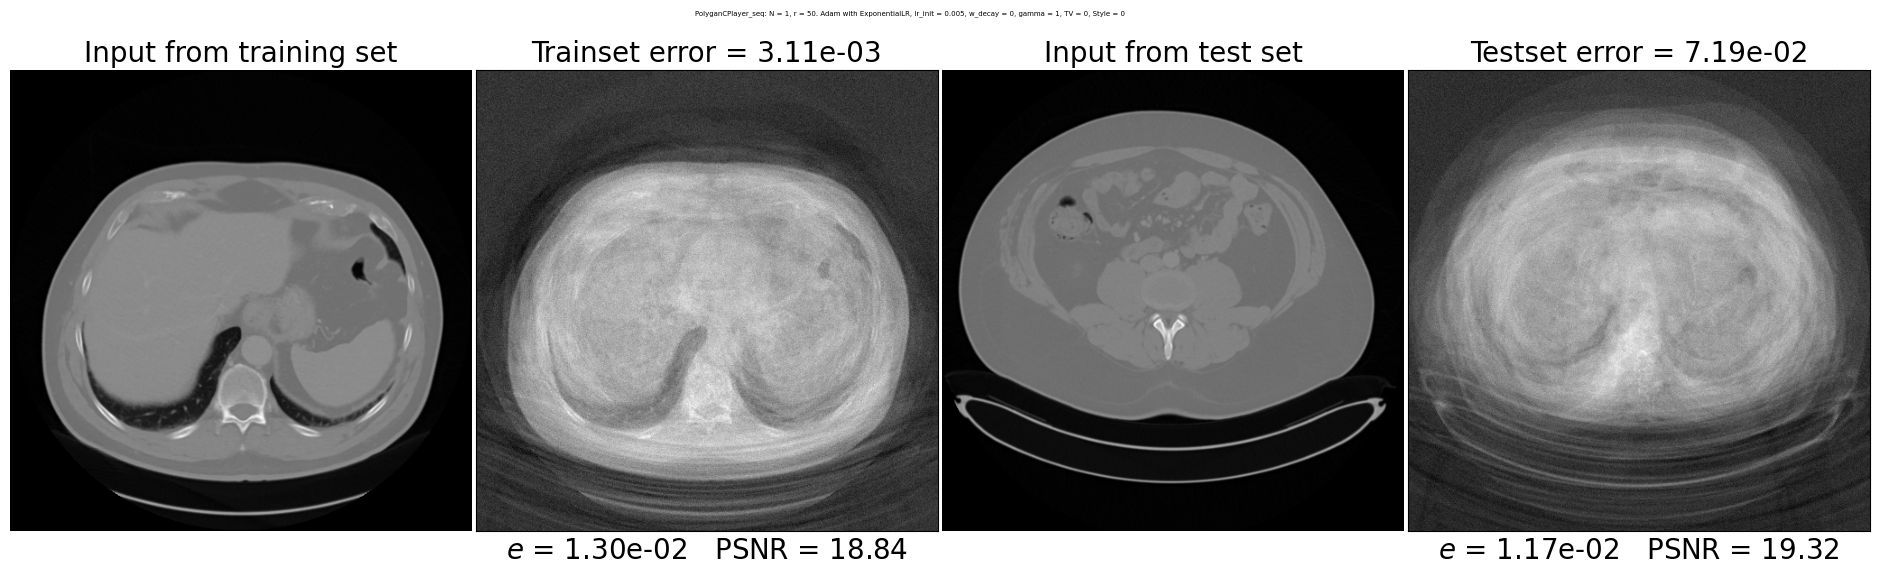 PolyganCPlayer_seq: N = 1, r = 50. Adam with ExponentialLR, lr_init = 0.005, w_decay = 0, gamma = 1, TV = 0, Style = 0
Input from training set
Trainset error = 3.11e-03
Input from test set
Testset error = 7.19e-02
e = 1.30e-02 PSNR = 18.84
e = 1.17e-02 PSNR = 19.32